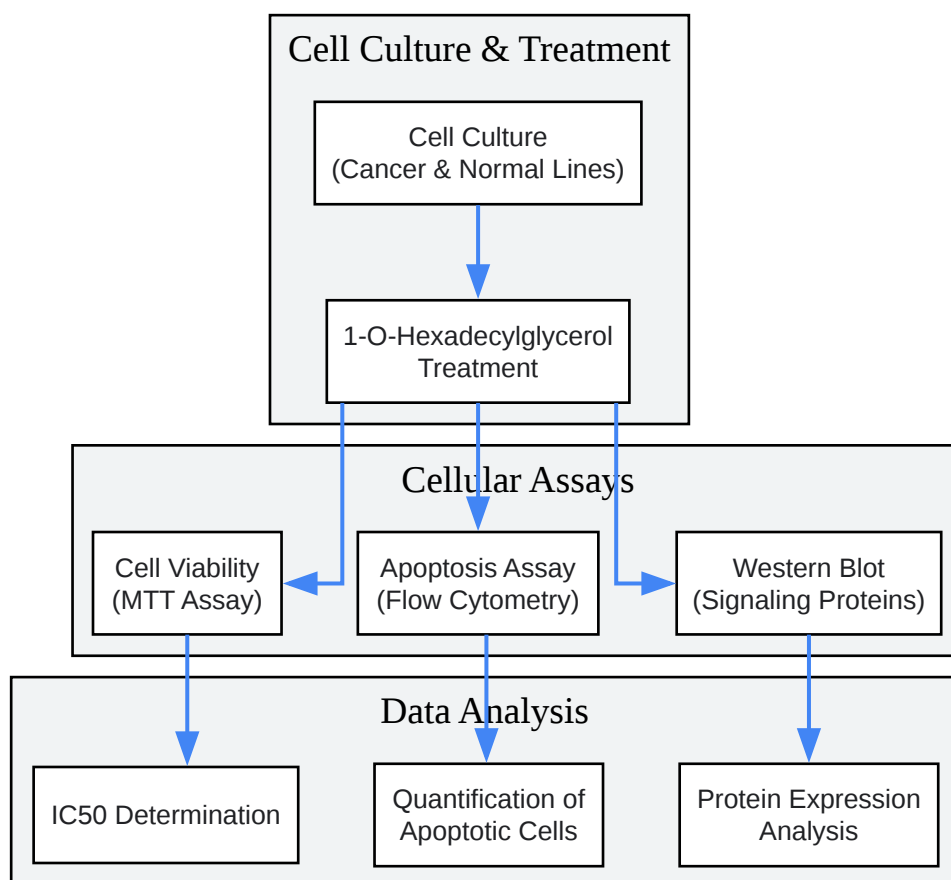 Cell Culture & Treatment
Cell Culture
(Cancer & Normal Lines)
1-O-Hexadecylglycerol
Treatment
Cellular Assays
Cell Viability
(MTT Assay)
Apoptosis Assay
(Flow Cytometry)
Western Blot
(Signaling Proteins)
Data Analysis
IC50 Determination
Quantification of
Apoptotic Cells
Protein Expression
Analysis